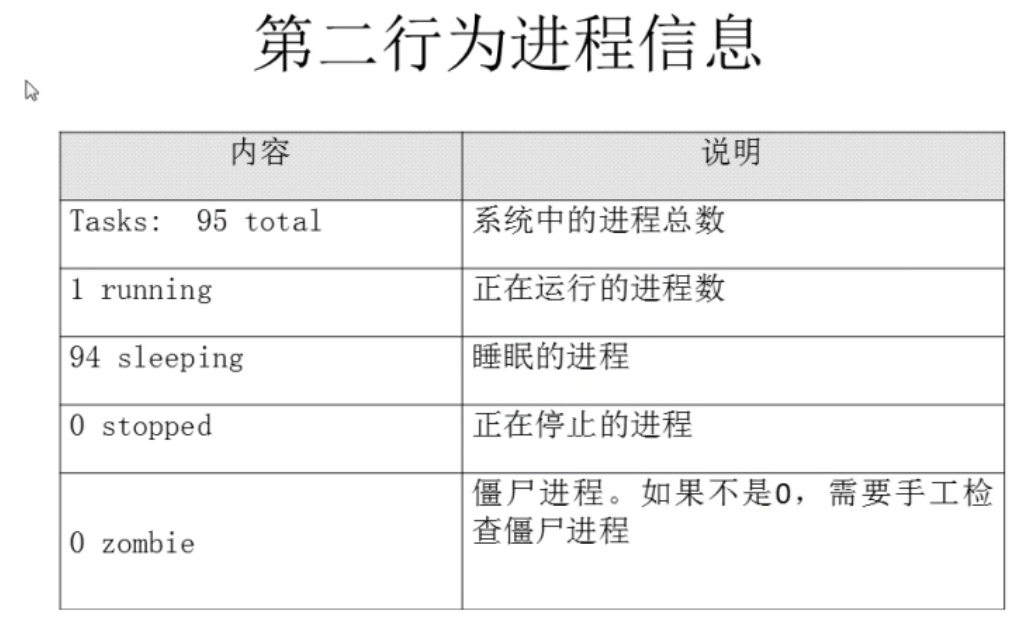 第二行为进程信息
内容 说明
Tasks: 95 total 系统中的进程总数
1 running 正在运行的进程数
94 sleeping 睡眠的进程
0 stopped 正在停止的进程
0 zombie 僵尸进程。如果不是0，需要手工检
查僵尸进程